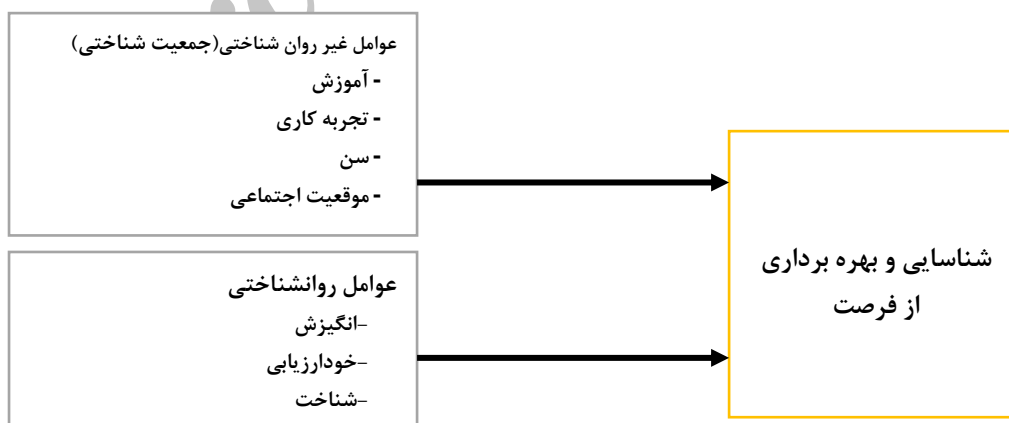 عوامل غیر روان شناختی(جمعیت شناختی)
- آموزش
- تجربه کاری
- سن
- موقعیت اجتماعی
عوامل روانشناختی
-انگیزش
-خودارزیابی
-شناخت
شناسایی و بهره برداری
از فرصت